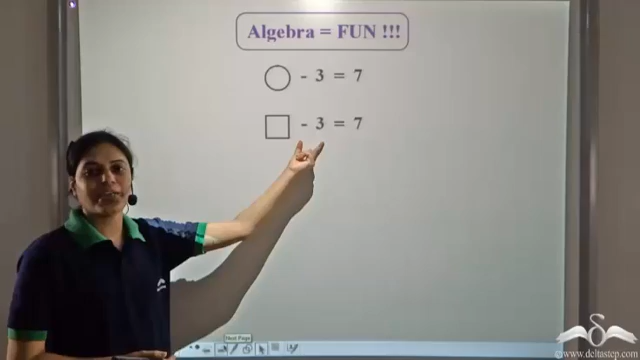 Algebra = FUN !!!
- 3 = 7
- 3 = 7
Next Page
© www.deltastep.com